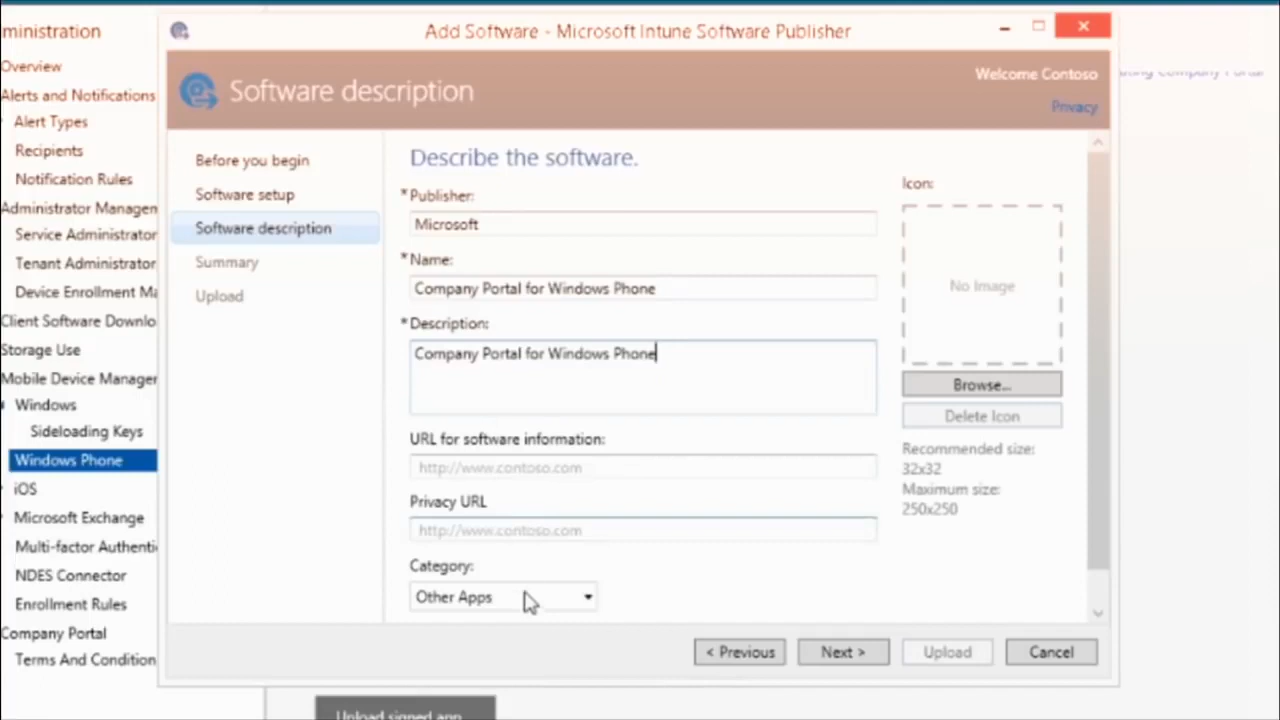 ministration
Overview
Alerts and Notifications
Alert Types
Recipients
Notification Rules
Administrator Managem
Service Administrator
Tenant Administrator
Device Enrollment Ma
Client Software Downlo
Storage Use
Mobile Device Manager
Windows
Sideloading Keys
Windows Phone
iOS
Microsoft Exchange
Multi-factor Authenti
NDES Connector
Enrollment Rules
Company Portal
Terms And Condition
Add Software - Microsoft Intune Software Publisher
Software description
Welcome Contoso
Privacy
Before you begin
Software setup
Software description
Summary
Upload
Describe the software.
*Publisher:
Microsoft
*Name:
Company Portal for Windows Phone
*Description:
Company Portal for Windows Phone
URL for software information:
http://www.contoso.com
Privacy URL
http://www.contoso.com
Category:
Other Apps
Icon:
No Image
Browse...
Delete Icon
Recommended size:
32x32
Maximum size:
250x250
< Previous
Next >
Upload
Cancel
Company Portal
Upload signed app